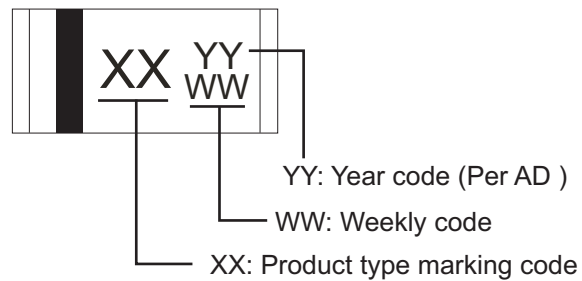 XX YY
WW
YY: Year code (Per AD )
WW: Weekly code
XX: Product type marking code